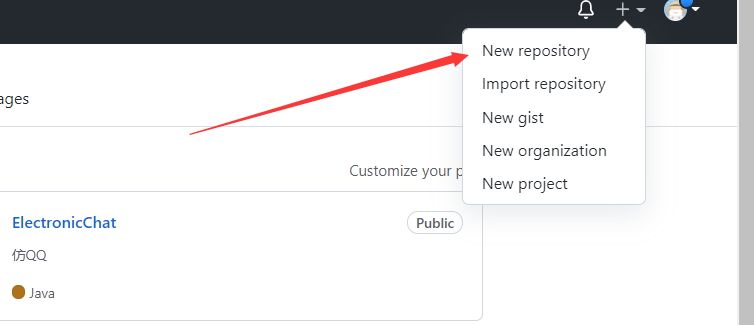 New repository
Import repository
New gist
New organization
New project
ages
Customize your p
ElectronicChat
Public
仿QQ
Java